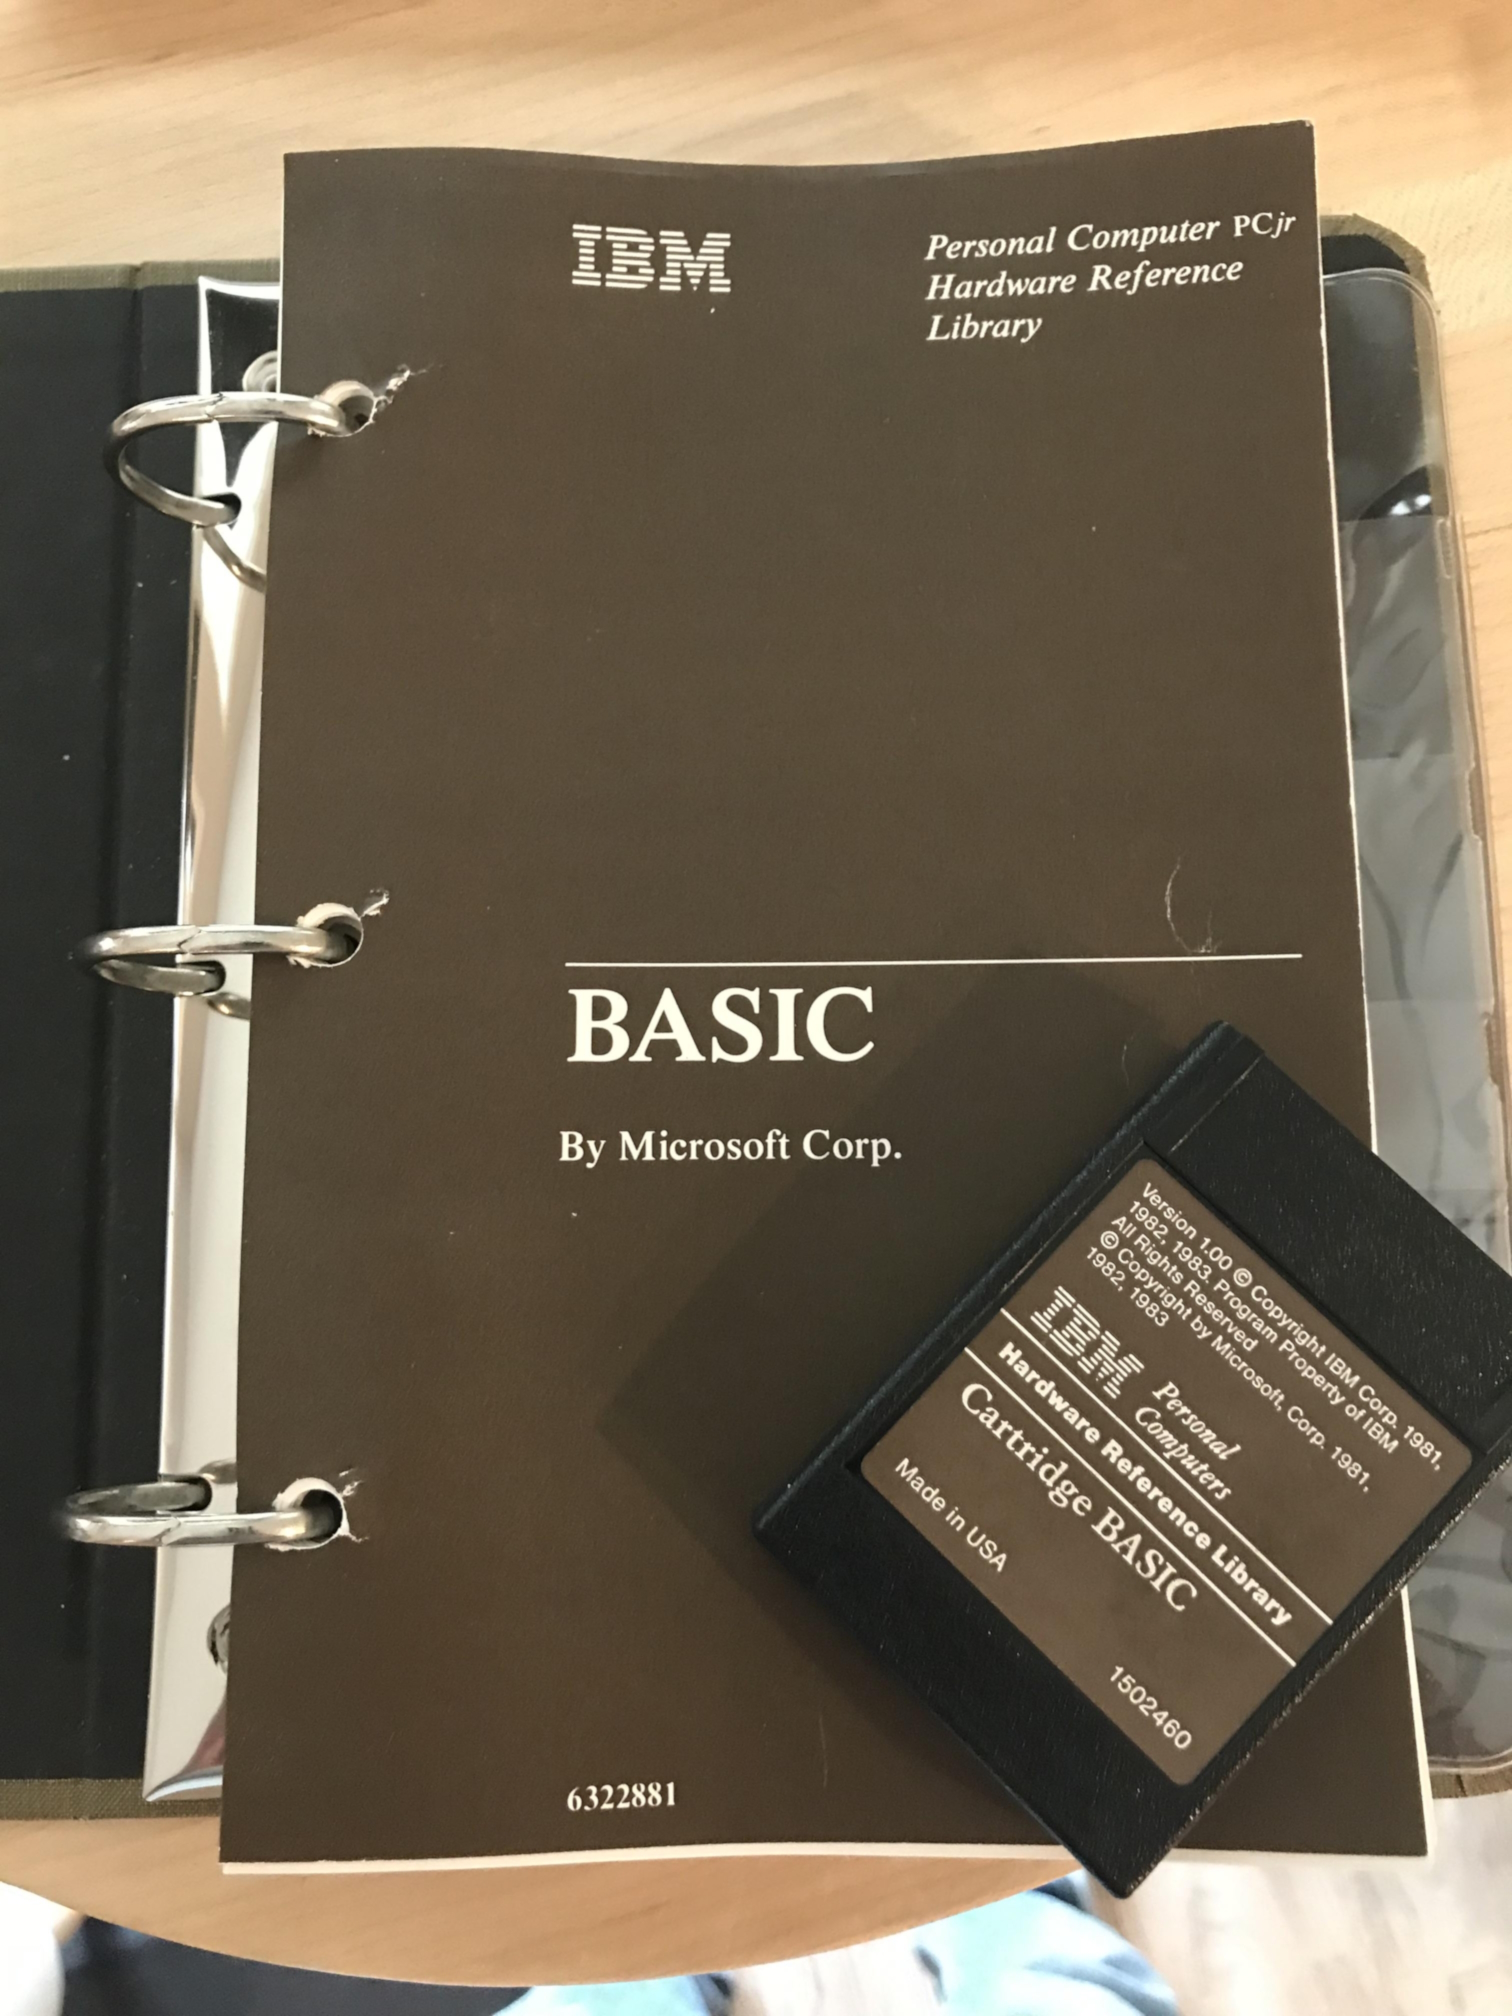 IBM
Personal Computer PCjr
Hardware Reference
Library
BASIC
By Microsoft Corp.
6322881
Version 1.00 © Copyright IBM Corp. 1981,
1982, 1983, Program Property of IBM
All Rights Reserved
© Copyright by Microsoft, Corp. 1981,
1982, 1983
IBM
Personal
Computers
Hardware Reference Library
Cartridge BASIC
Made in USA
1502460